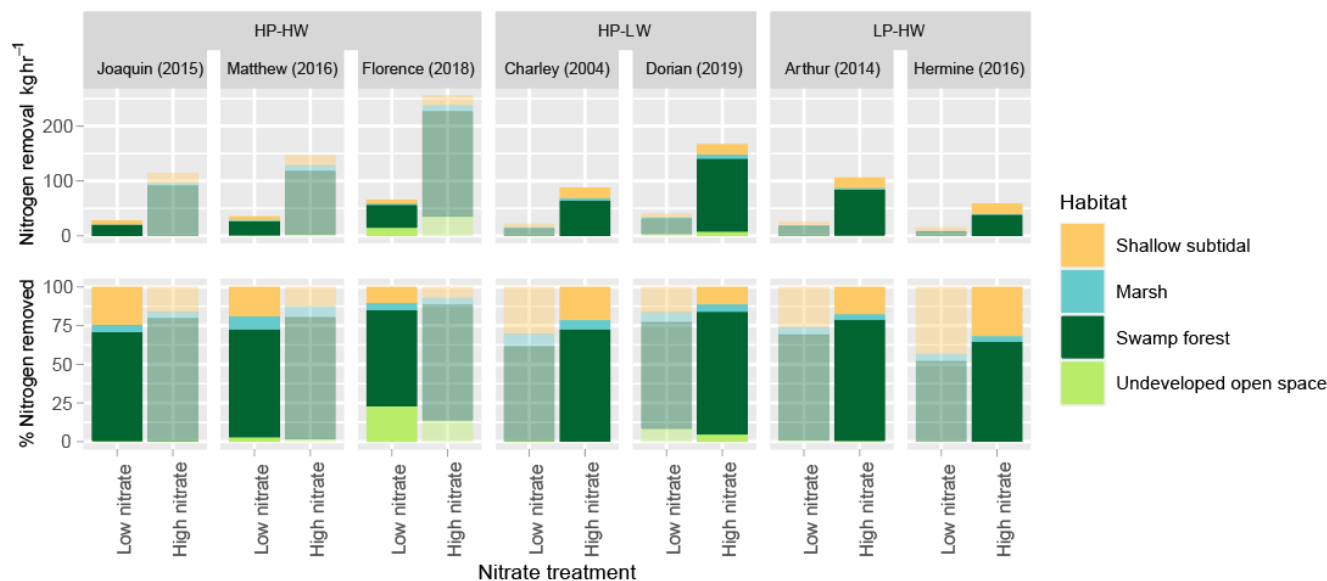 HP-HW HP-LW LP-HW
Joaquin (2015) Matthew (2016) Florence (2018) Charley (2004) Dorian (2019) Arthur (2014) Hermine (2016)
Nitrogen removal kg hr⁻¹
200
100
0
% Nitrogen removed
100
75
50
25
0
Low nitrate High nitrate Low nitrate High nitrate Low nitrate High nitrate Low nitrate High nitrate Low nitrate High nitrate Low nitrate High nitrate Low nitrate High nitrate
Nitrate treatment
Habitat
Shallow subtidal
Marsh
Swamp forest
Undeveloped open space